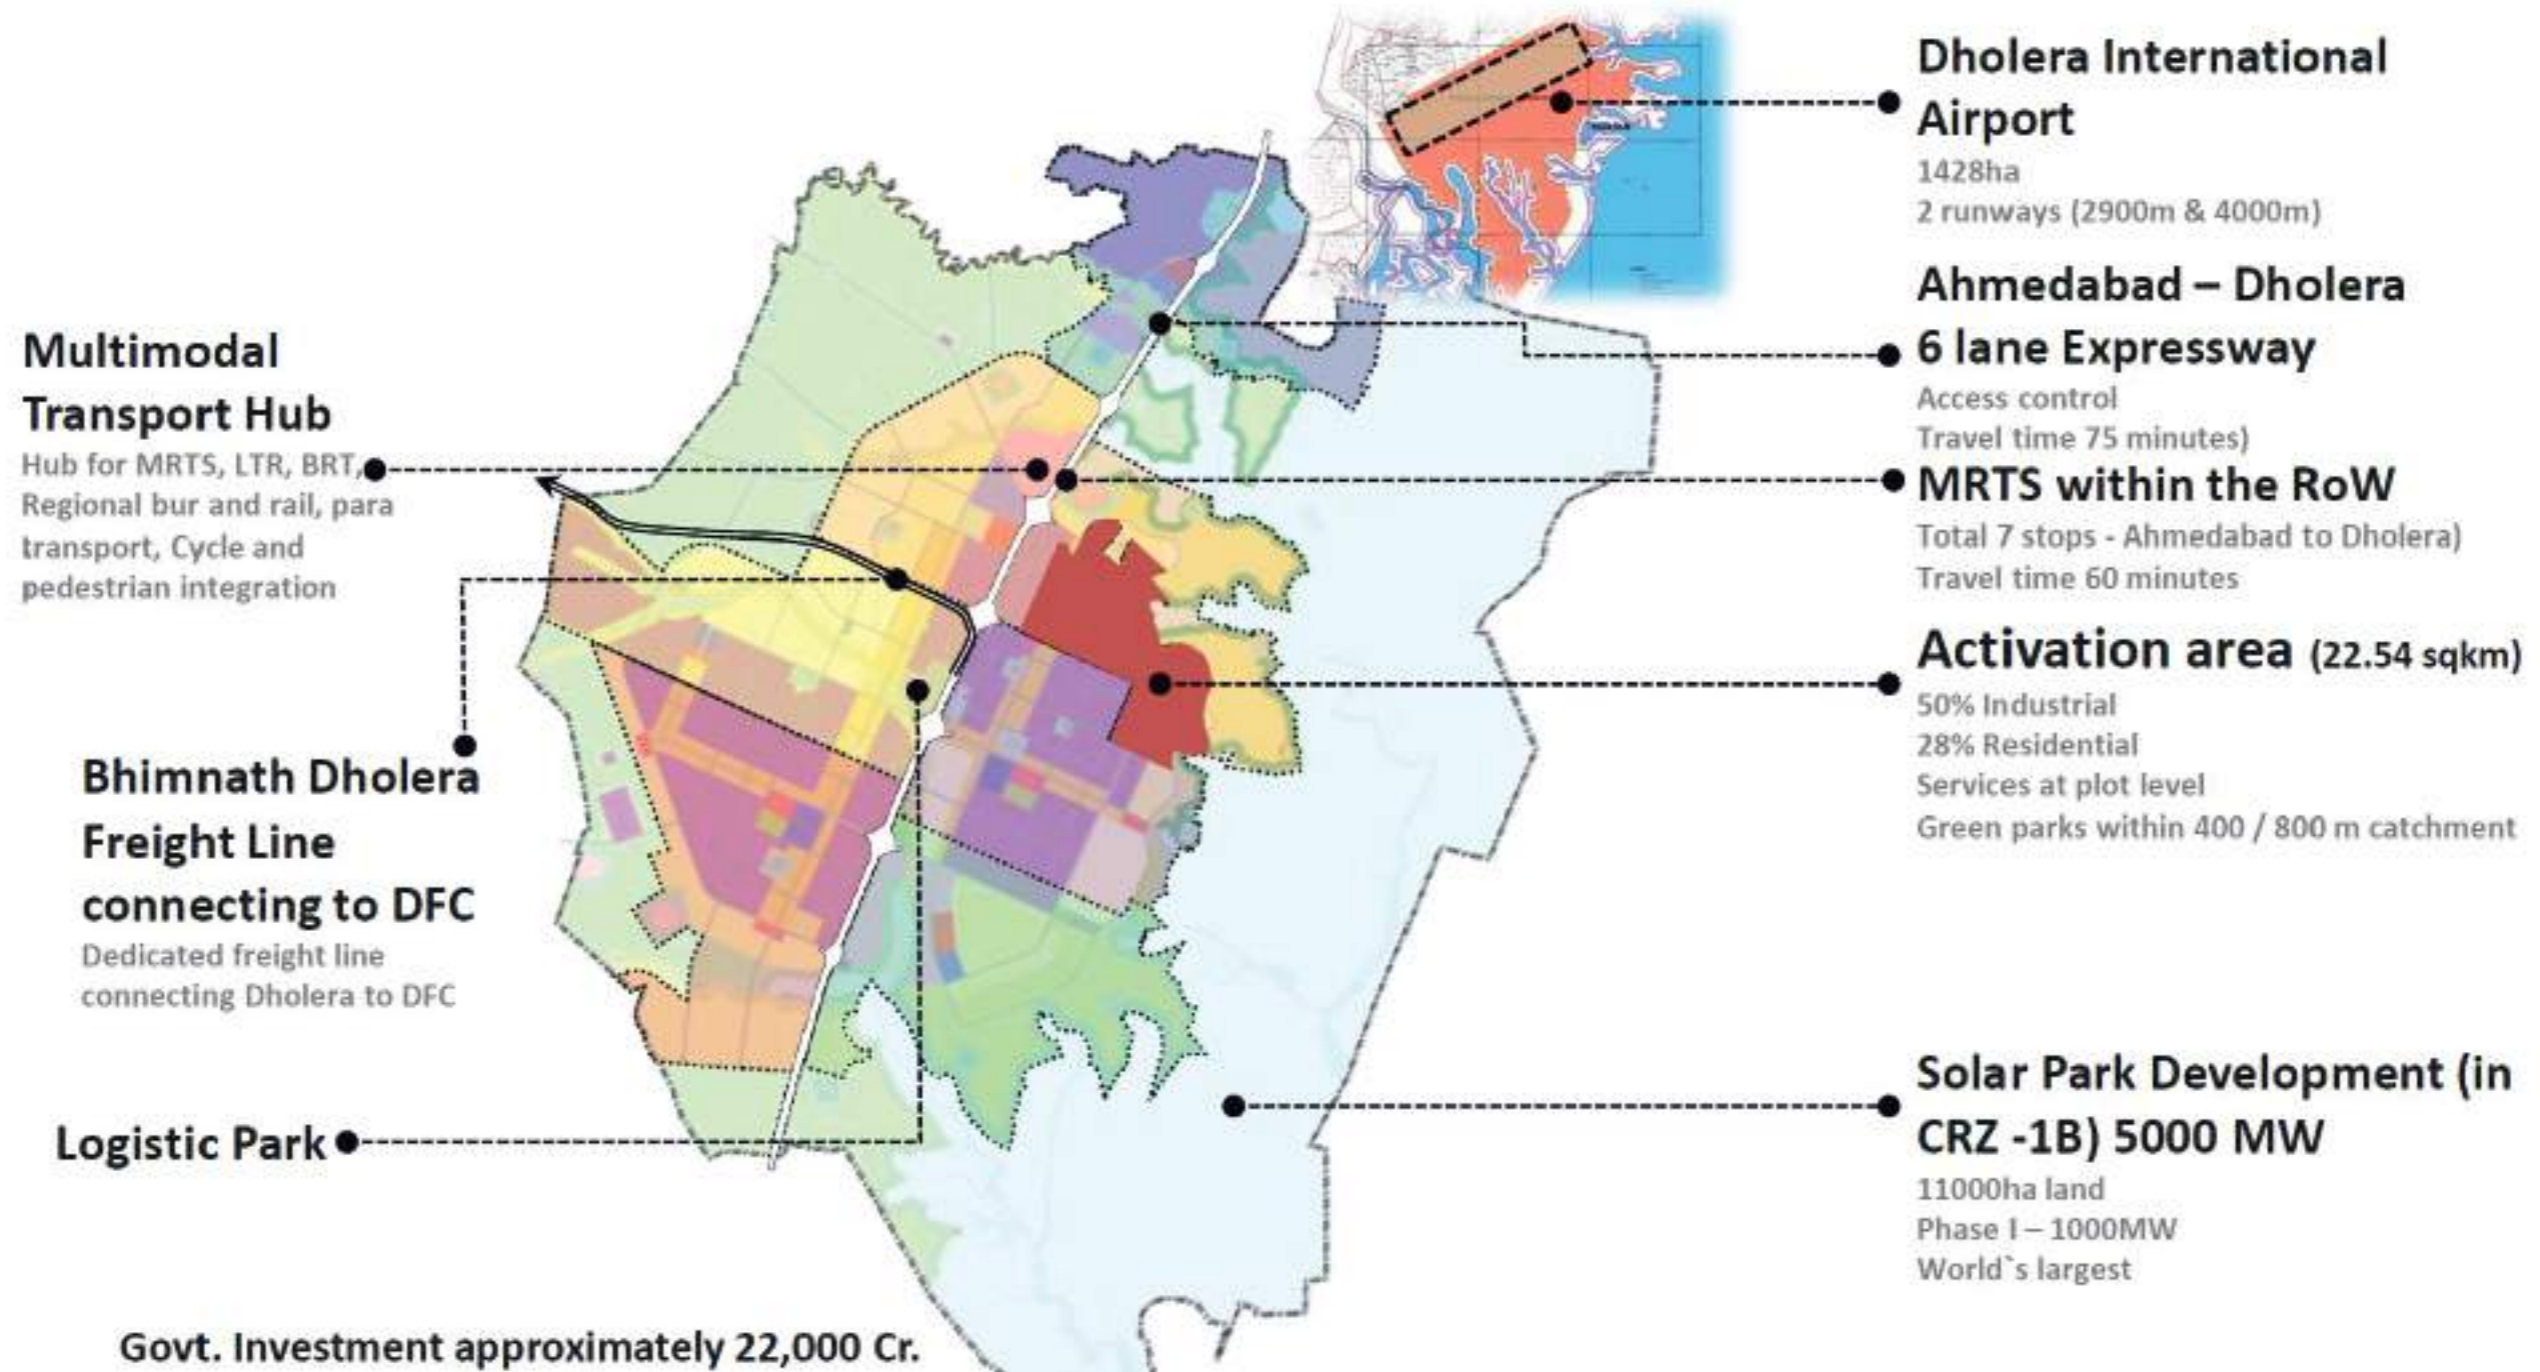 Dholera International
Airport
1428ha
2 runways (2900m & 4000m)
Ahmedabad – Dholera
6 lane Expressway
Access control
Travel time 75 minutes)
MRTS within the RoW
Total 7 stops - Ahmedabad to Dholera)
Travel time 60 minutes
Activation area (22.54 sqkm)
50% Industrial
28% Residential
Services at plot level
Green parks within 400 / 800 m catchment
Solar Park Development (in
CRZ -1B) 5000 MW
11000ha land
Phase I – 1000MW
World`s largest
Multimodal
Transport Hub
Hub for MRTS, LTR, BRT,
Regional bur and rail, para
transport, Cycle and
pedestrian integration
Bhimnath Dholera
Freight Line
connecting to DFC
Dedicated freight line
connecting Dholera to DFC
Logistic Park
Govt. Investment approximately 22,000 Cr.